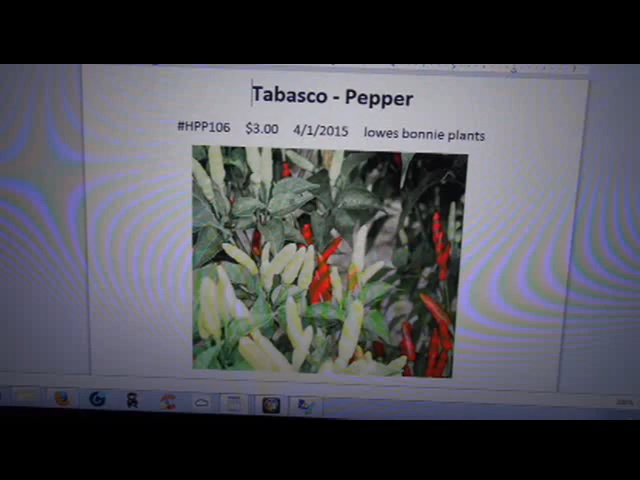 Tabasco - Pepper
#HPP106 $3.00 4/1/2015 lowes bonnie plants